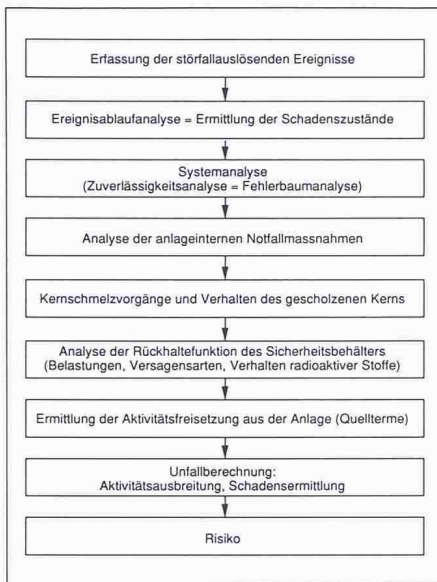 Erfassung der störfallauslösenden Ereignisse
Ereignisablaufanalyse = Ermittlung der Schadenszustände
Systemanalyse
(Zuverlässigkeitsanalyse = Fehlerbaumanalyse)
Analyse der anlageinternen Notfallmassnahmen
Kernschmelzvorgänge und Verhalten des gescholzenen Kerns
Analyse der Rückhaltefunktion des Sicherheitsbehälters
(Belastungen, Versagensarten, Verhalten radioaktiver Stoffe)
Ermittlung der Aktivitätsfreisetzung aus der Anlage (Quellterme)
Unfallberechnung:
Aktivitätsausbreitung, Schadensermittlung
Risiko